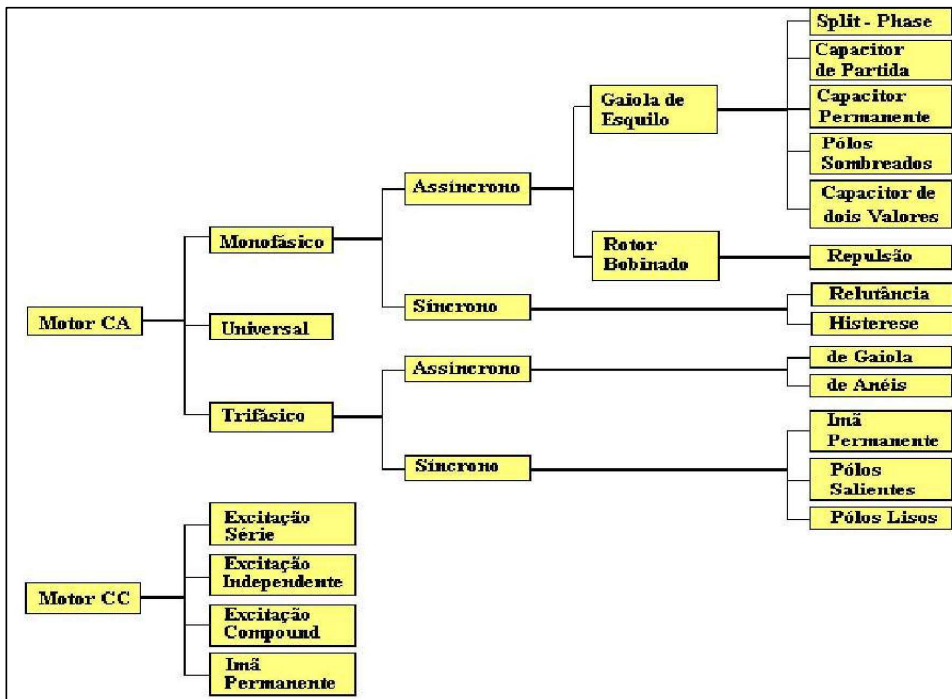 Split - Phase
Capacitor
de Partida
Gaiola de
Esquilo
Capacitor
Permanente
Pólos
Sombreados
Assíncrono
Capacitor de
dois Valores
Monofásico
Rotor
Bobinado
Repulsão
Síncrono
Relutância
Histerese
Motor CA
Universal
Assíncrono
de Gaiola
de Anéis
Trifásico
Imã
Permanente
Síncrono
Pólos
Salientes
Pólos Lisos
Excitação
Série
Excitação
Independente
Motor CC
Excitação
Compound
Imã
Permanente